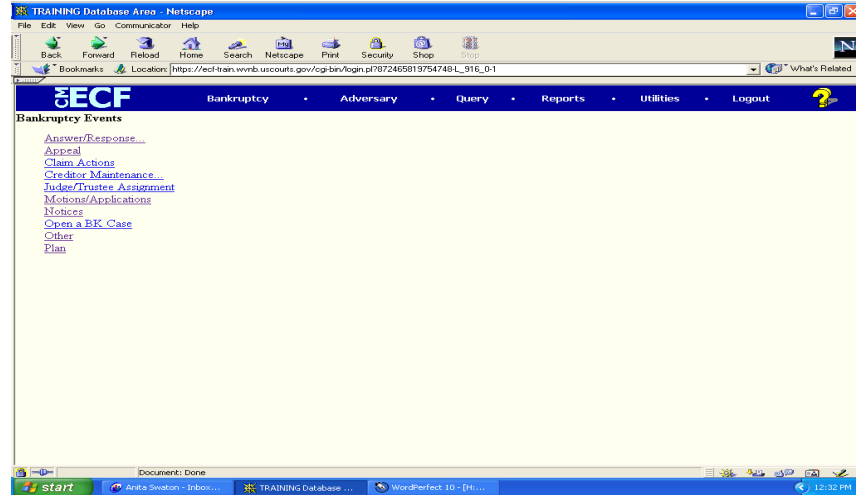 TRAINING Database Area - Netscape
File Edit View Go Communicator Help
Back Forward Reload Home Search Netscape Print Security Shop Stop
Bookmarks Location: https://ecf-train.wvnb.uscourts.gov/cgi-bin/login.pl?872465819754748-L_916_0-1 What's Related
CM ECF Bankruptcy • Adversary • Query • Reports • Utilities • Logout ?
Bankruptcy Events
Answer/Response...
Appeal
Claim Actions
Creditor Maintenance...
Judge/Trustee Assignment
Motions/Applications
Notices
Open a BK Case
Other
Plan
Document: Done
start Anita Swaton - Inbox... TRAINING Database ... WordPerfect 10 - [H:... 12:32 PM